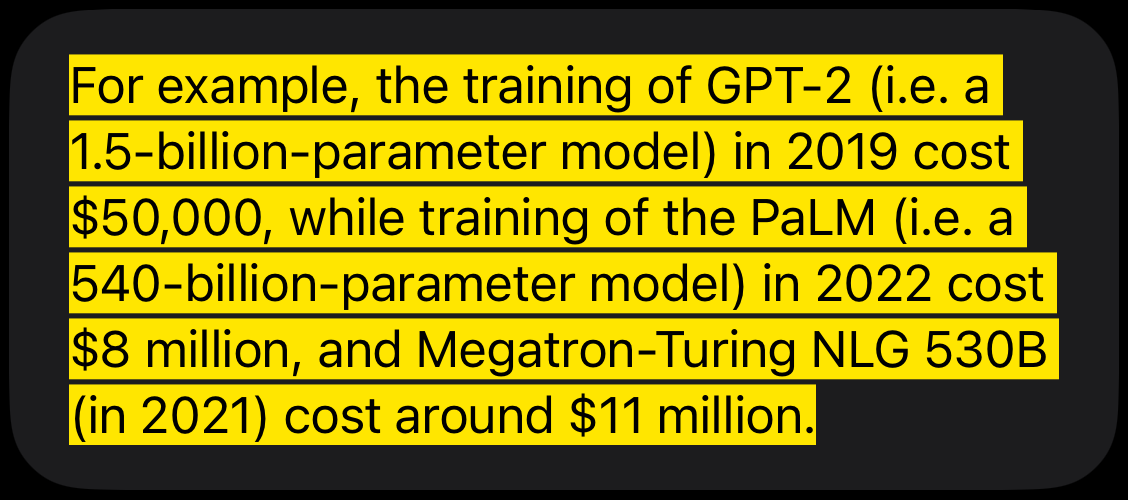 For example, the training of GPT-2 (i.e. a
1.5-billion-parameter model) in 2019 cost
$50,000, while training of the PaLM (i.e. a
540-billion-parameter model) in 2022 cost
$8 million, and Megatron-Turing NLG 530B
(in 2021) cost around $11 million.